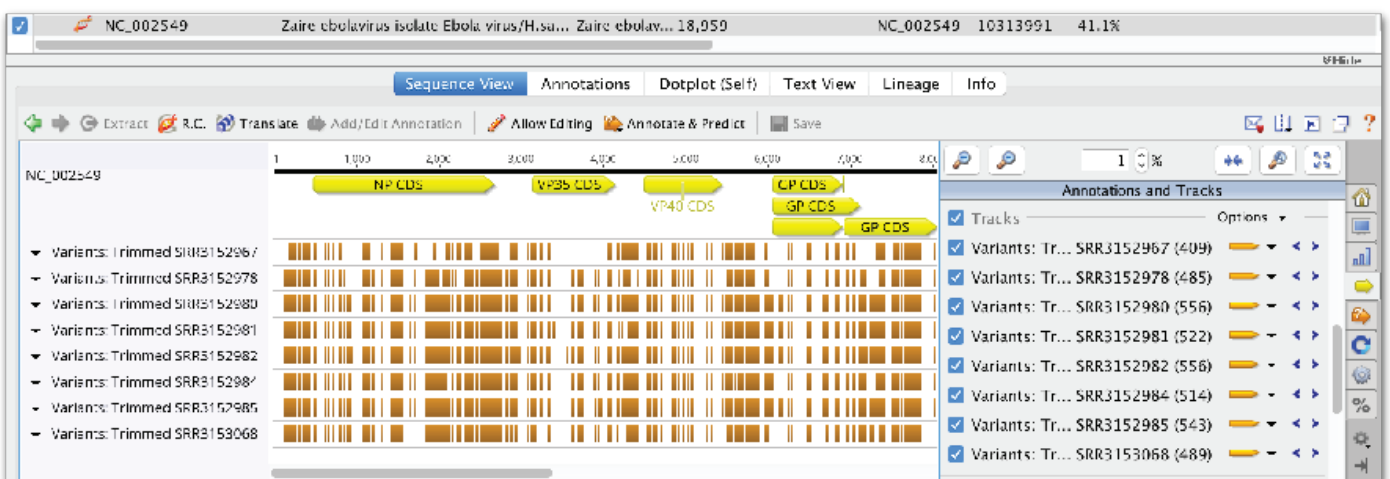 NC_002549 Zaire ebolavirus isolate Ebola virus/H.sa... Zaire ebolav... 18,959 NC_002549 10313991 41.1%
Sequence View Annotations Dotplot (Self) Text View Lineage Info
Extract R.C. Translate Add/Edit Annotation Allow Editing Annotate & Predict Save
1 1,000 2,000 3,000 4,000 5,000 6,000 7,000
1 %
NC_002549
NP CDS VP35 CDS GP CDS
VP40 CDS GP CDS
GP CDS
Annotations and Tracks
Tracks Options
Variants: Trimmed SRR3152967
Variants: Trimmed SRR3152978
Variants: Trimmed SRR3152980
Variants: Trimmed SRR3152981
Variants: Trimmed SRR3152982
Variants: Trimmed SRR3152984
Variants: Trimmed SRR3152985
Variants: Trimmed SRR3153068
Variants: Tr... SRR3152967 (409)
Variants: Tr... SRR3152978 (485)
Variants: Tr... SRR3152980 (556)
Variants: Tr... SRR3152981 (522)
Variants: Tr... SRR3152982 (556)
Variants: Tr... SRR3152984 (514)
Variants: Tr... SRR3152985 (543)
Variants: Tr... SRR3153068 (489)